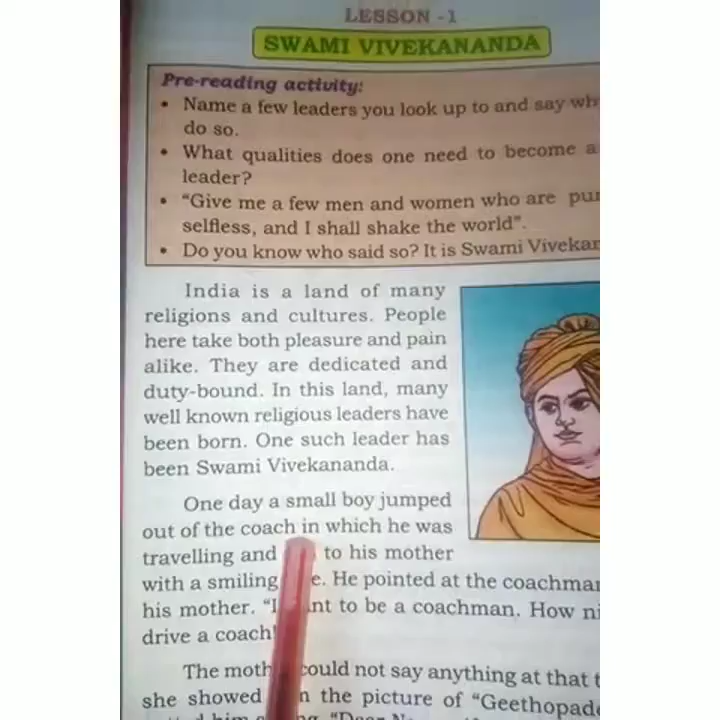 LESSON - 1
SWAMI VIVEKANANDA
Pre-reading activity:
• Name a few leaders you look up to and say
do so.
• What qualities does one need to become a
leader?
• "Give me a few men and women who are
selfless, and I shall shake the world".
• Do you know who said so? It is Swami
India is a land of many
religions and cultures. People
here take both pleasure and pain
alike. They are dedicated and
duty-bound. In this land, many
well known religious leaders have
been born. One such leader has
been Swami Vivekananda.
One day a small boy jumped
out of the coach in which he was
travelling and to his mother
with a smiling He pointed at the
his mother. to be a coachman. How
drive a coach!
The could not say anything at that
she showed the picture of